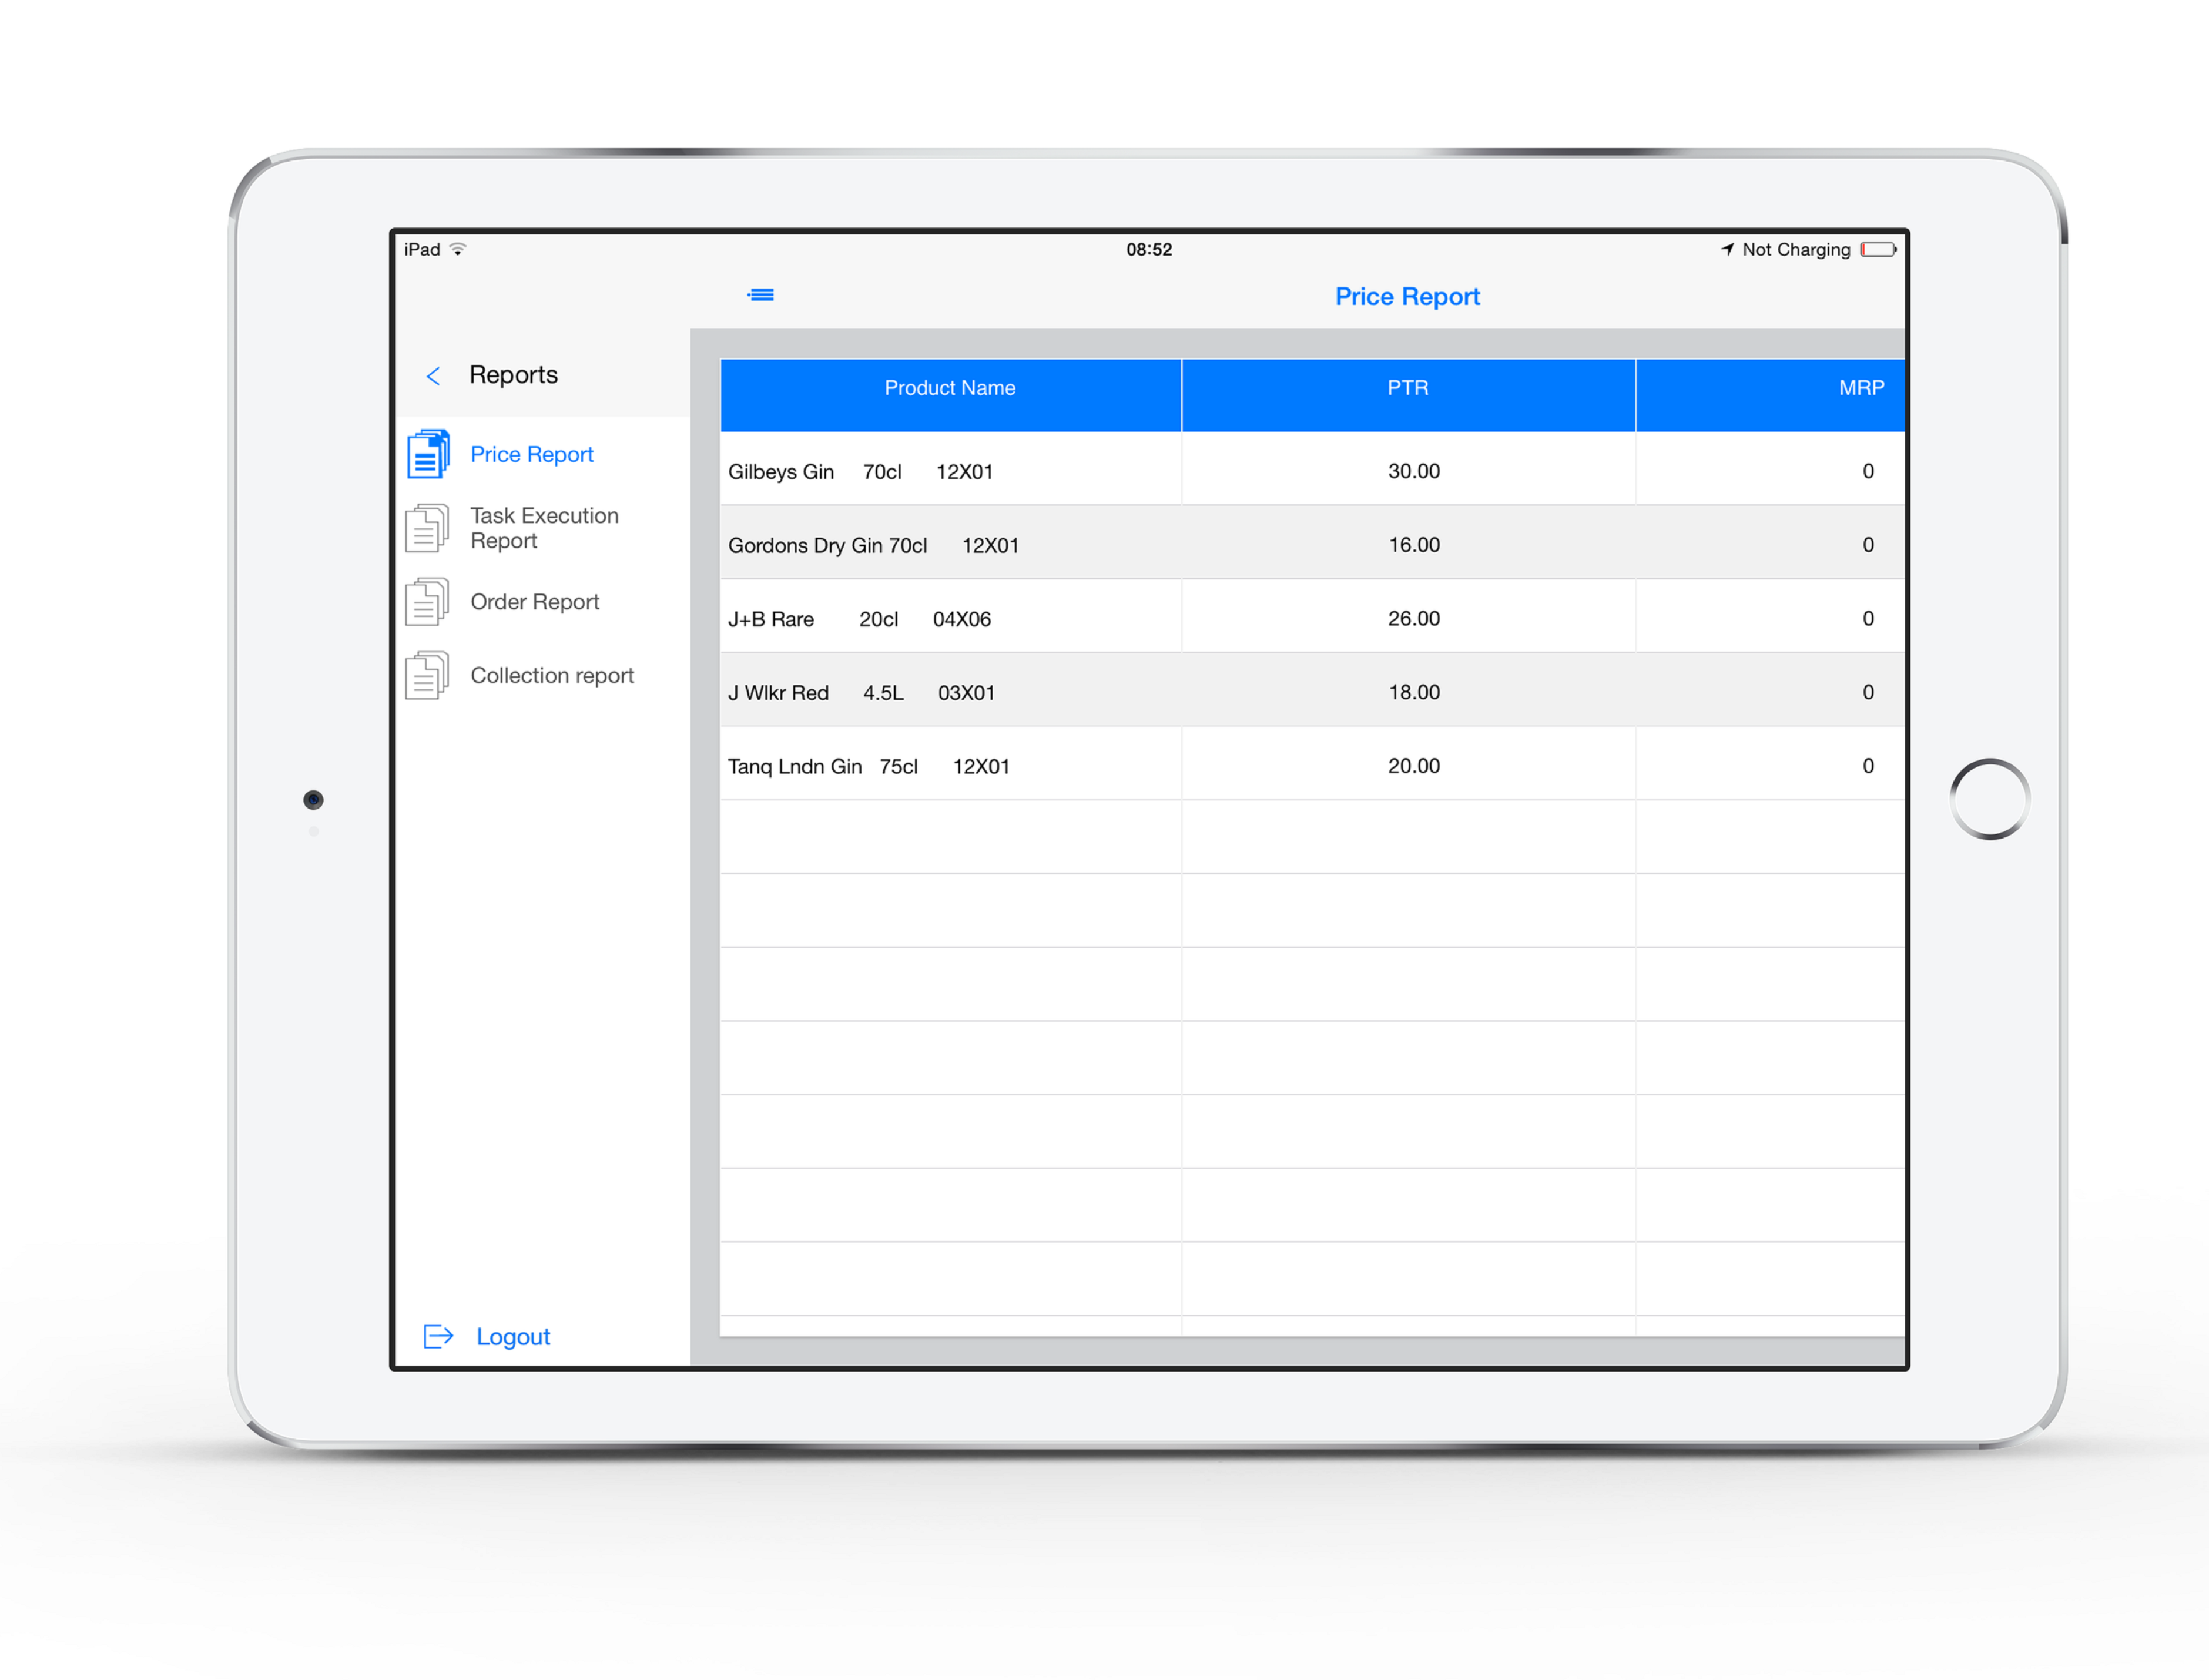 iPad 08:52 Not Charging
Price Report
< Reports
Product Name PTR MRP
Price Report
Task Execution
Report
Order Report
Collection report
Gilbeys Gin 70cl 12X01 30.00 0
Gordons Dry Gin 70cl 12X01 16.00 0
J+B Rare 20cl 04X06 26.00 0
J Wlkr Red 4.5L 03X01 18.00 0
Tanq Lndn Gin 75cl 12X01 20.00 0
Logout